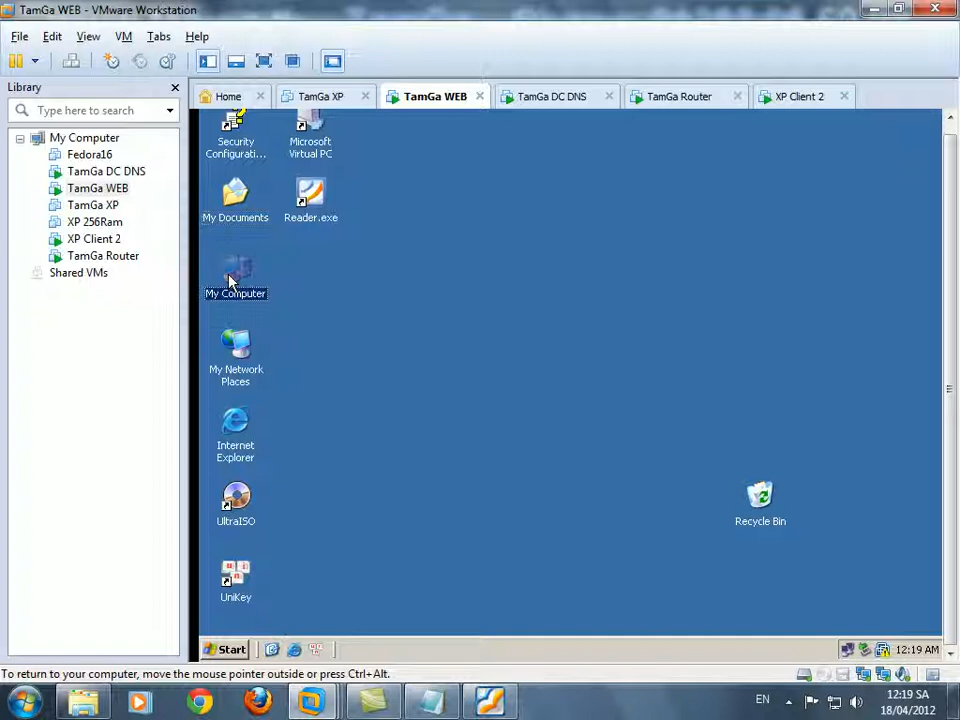 TamGa WEB - VMware Workstation
File Edit View VM Tabs Help
Library
Type here to search
My Computer
Fedora16
TamGa DC DNS
TamGa WEB
TamGa XP
XP 256Ram
XP Client 2
TamGa Router
Shared VMs
Home
TamGa XP
TamGa WEB
TamGa DC DNS
TamGa Router
XP Client 2
Security
Configurati...
Microsoft
Virtual PC
My Documents
Reader.exe
My Computer
My Network
Places
Internet
Explorer
UltraISO
Recycle Bin
UniKey
Start
12:19 AM
To return to your computer, move the mouse pointer outside or press Ctrl+Alt.
EN
12:19 SA
18/04/2012